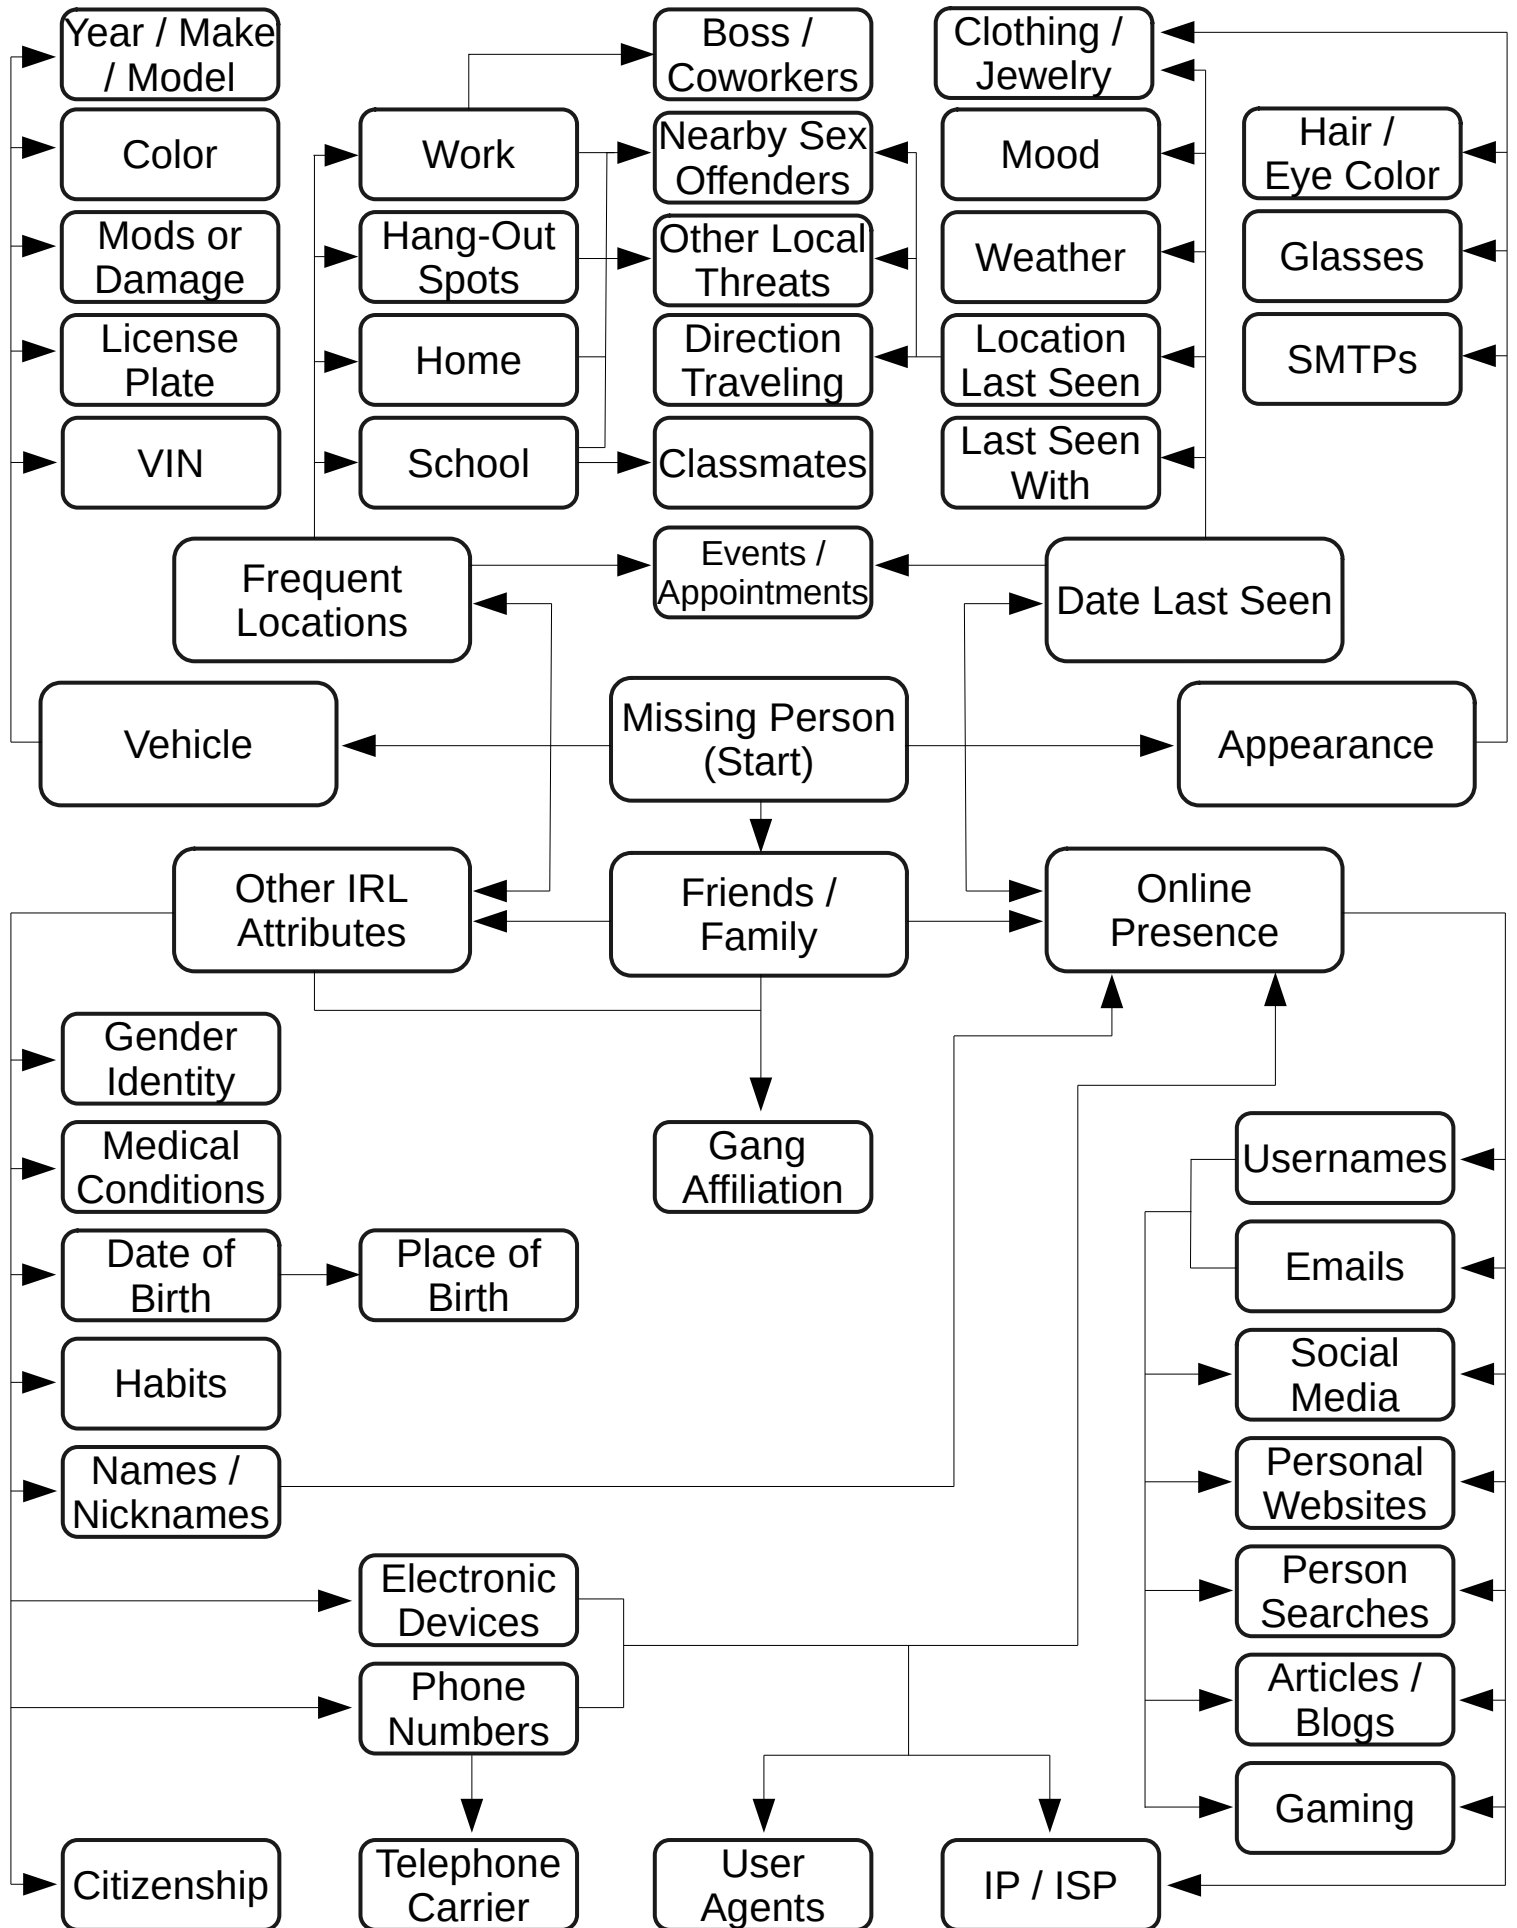 Year / Make
/ Model
Boss /
Coworkers
Clothing /
Jewelry
Color
Work
Nearby Sex
Offenders
Mood
Hair /
Eye Color
Mods or
Damage
Hang-Out
Spots
Other Local
Threats
Weather
Glasses
License
Plate
Home
Direction
Traveling
Location
Last Seen
SMTPs
VIN
School
Classmates
Last Seen
With
Frequent
Locations
Events /
Appointments
Date Last Seen
Vehicle
Missing Person
(Start)
Appearance
Other IRL
Attributes
Friends /
Family
Online
Presence
Gender
Identity
Medical
Conditions
Gang
Affiliation
Usernames
Date of
Birth
Place of
Birth
Emails
Habits
Social
Media
Names /
Nicknames
Personal
Websites
Electronic
Devices
Person
Searches
Phone
Numbers
Articles /
Blogs
Gaming
Citizenship
Telephone
Carrier
User
Agents
IP / ISP